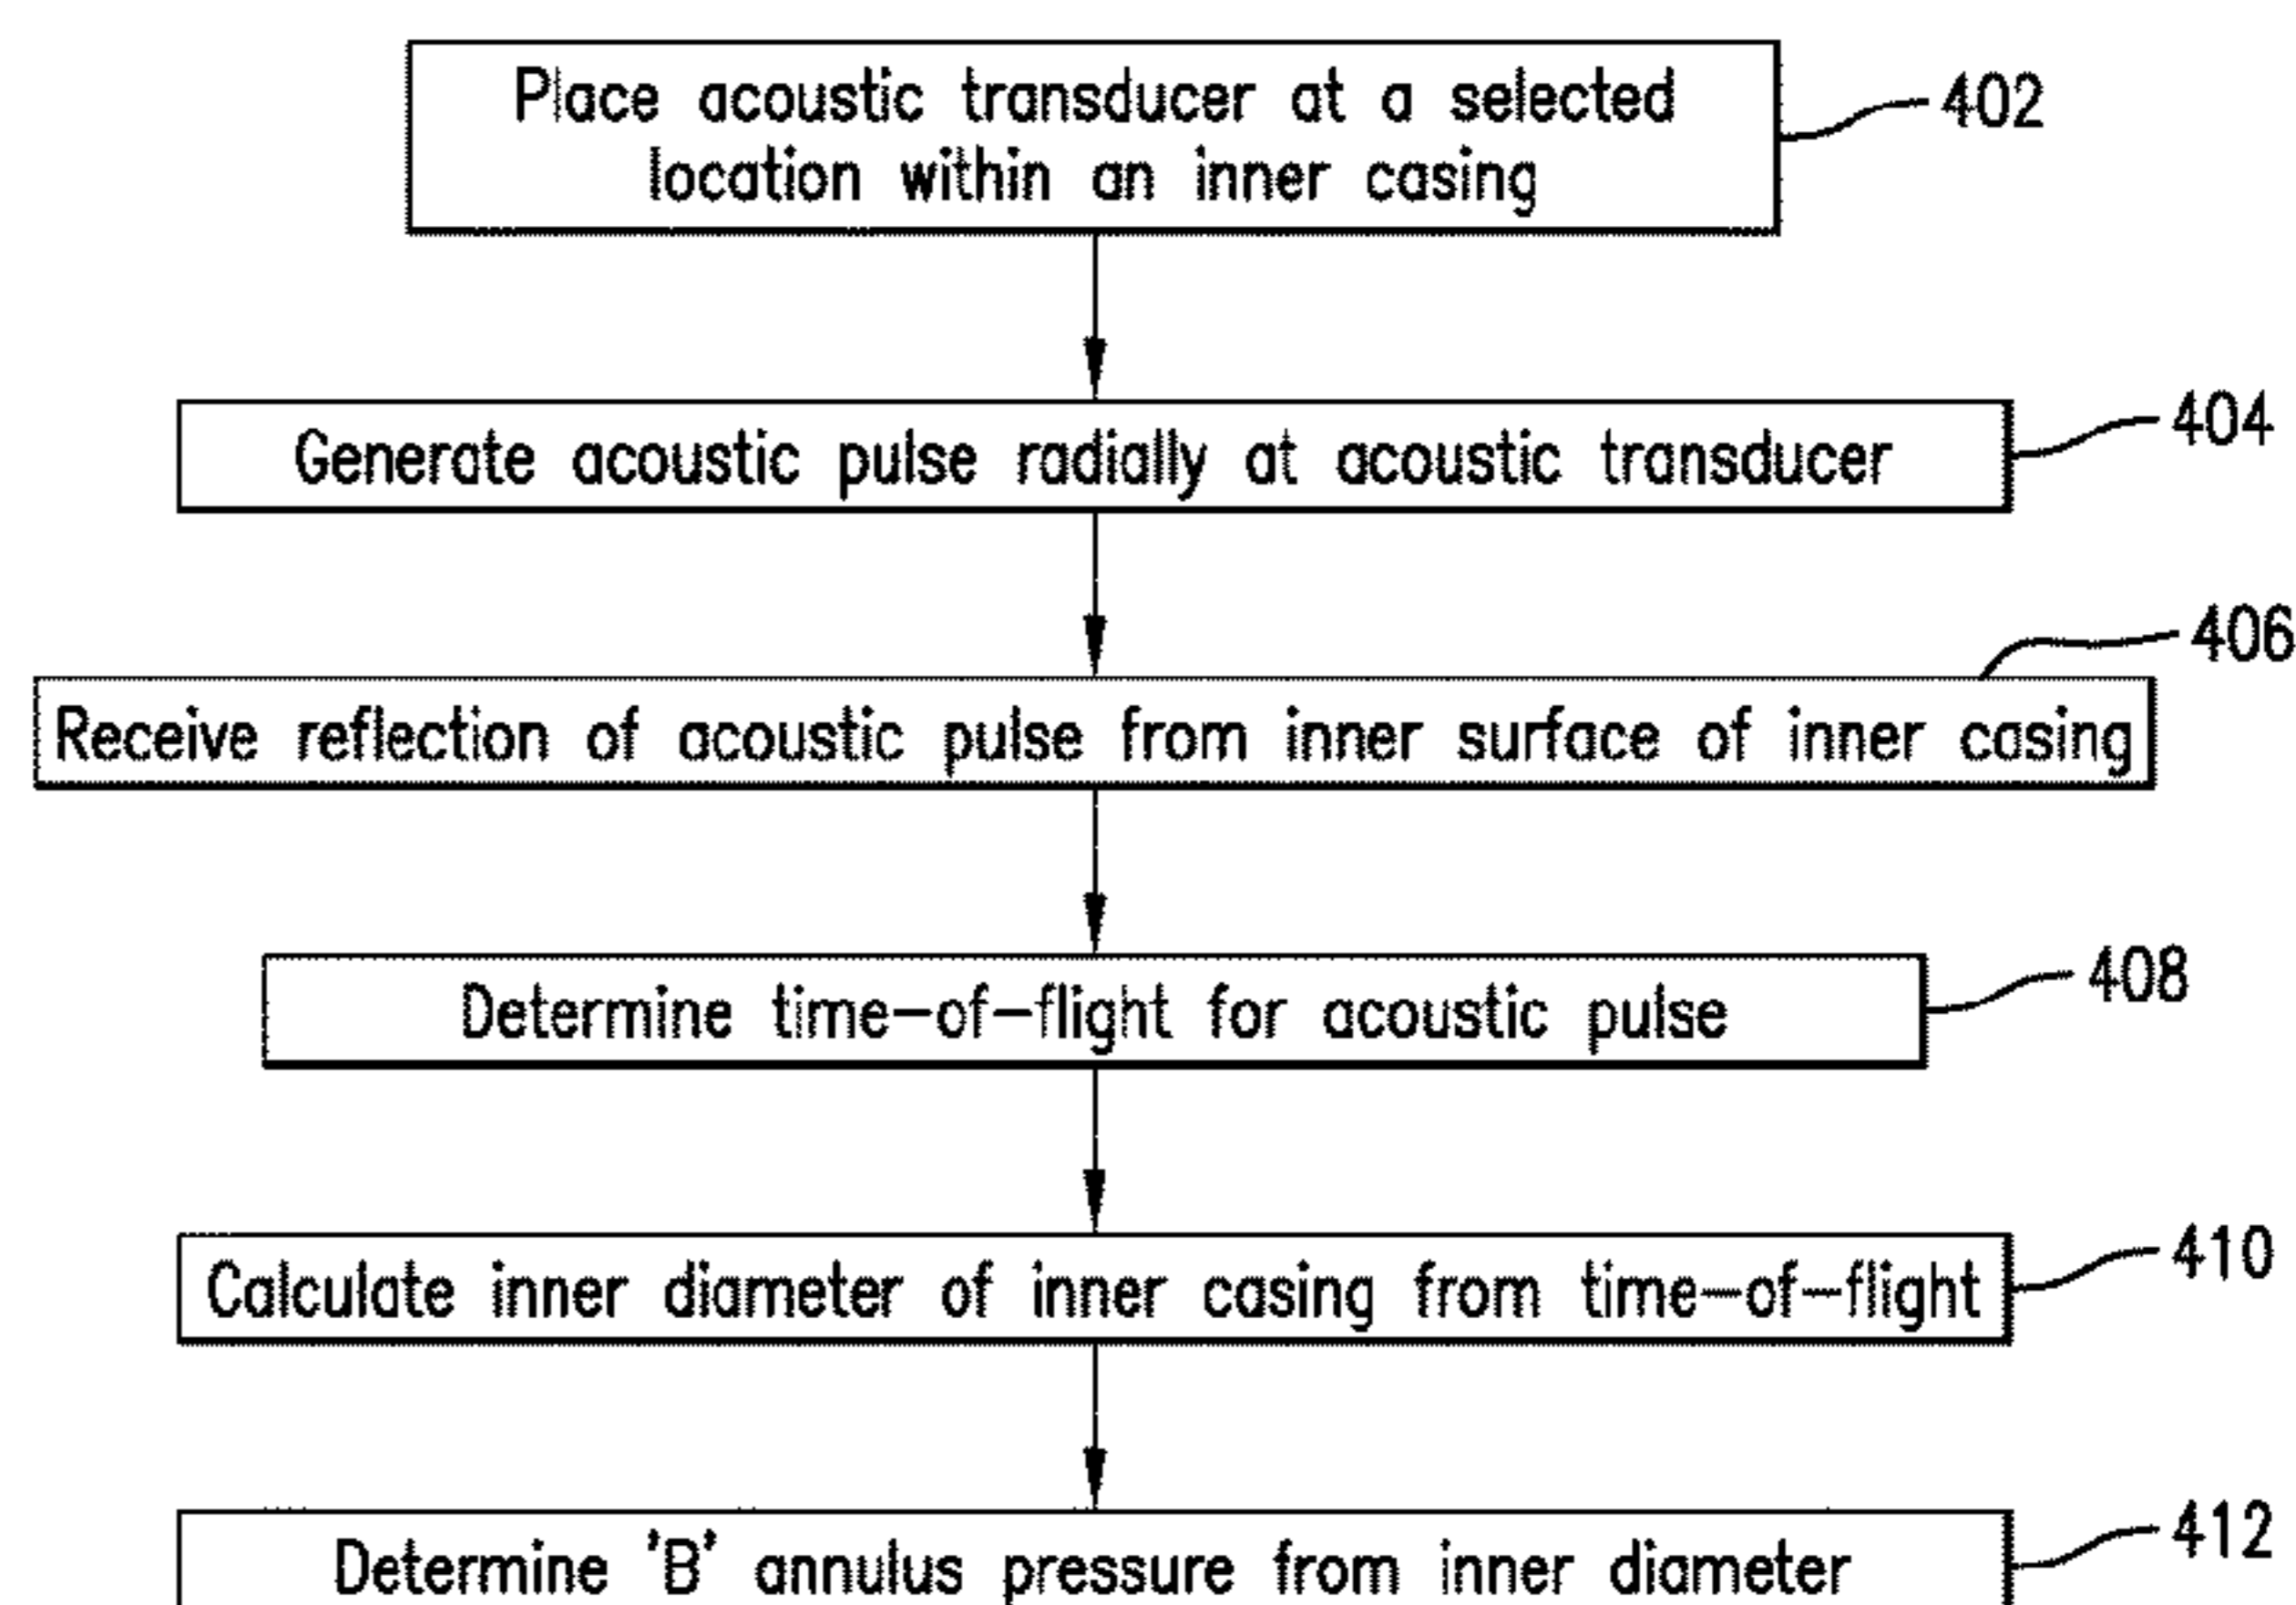 Place acoustic transducer at a selected
location within an inner casing
402
Generate acoustic pulse radially at acoustic transducer
404
406
Receive reflection of acoustic pulse from inner surface of inner casing
Determine time-of-flight for acoustic pulse
408
Calculate inner diameter of inner casing from time-of-flight
410
Determine 'B' annulus pressure from inner diameter
412